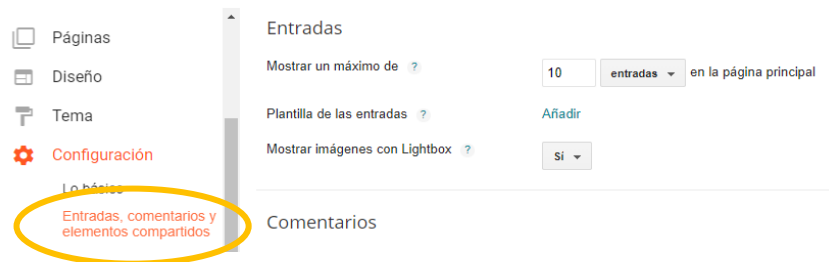 Páginas
Diseño
Tema
Configuración
Lo básico
Entradas, comentarios y
elementos compartidos
Entradas
Mostrar un máximo de ? 10 entradas en la página principal
Plantilla de las entradas ? Añadir
Mostrar imágenes con Lightbox ? Sí
Comentarios